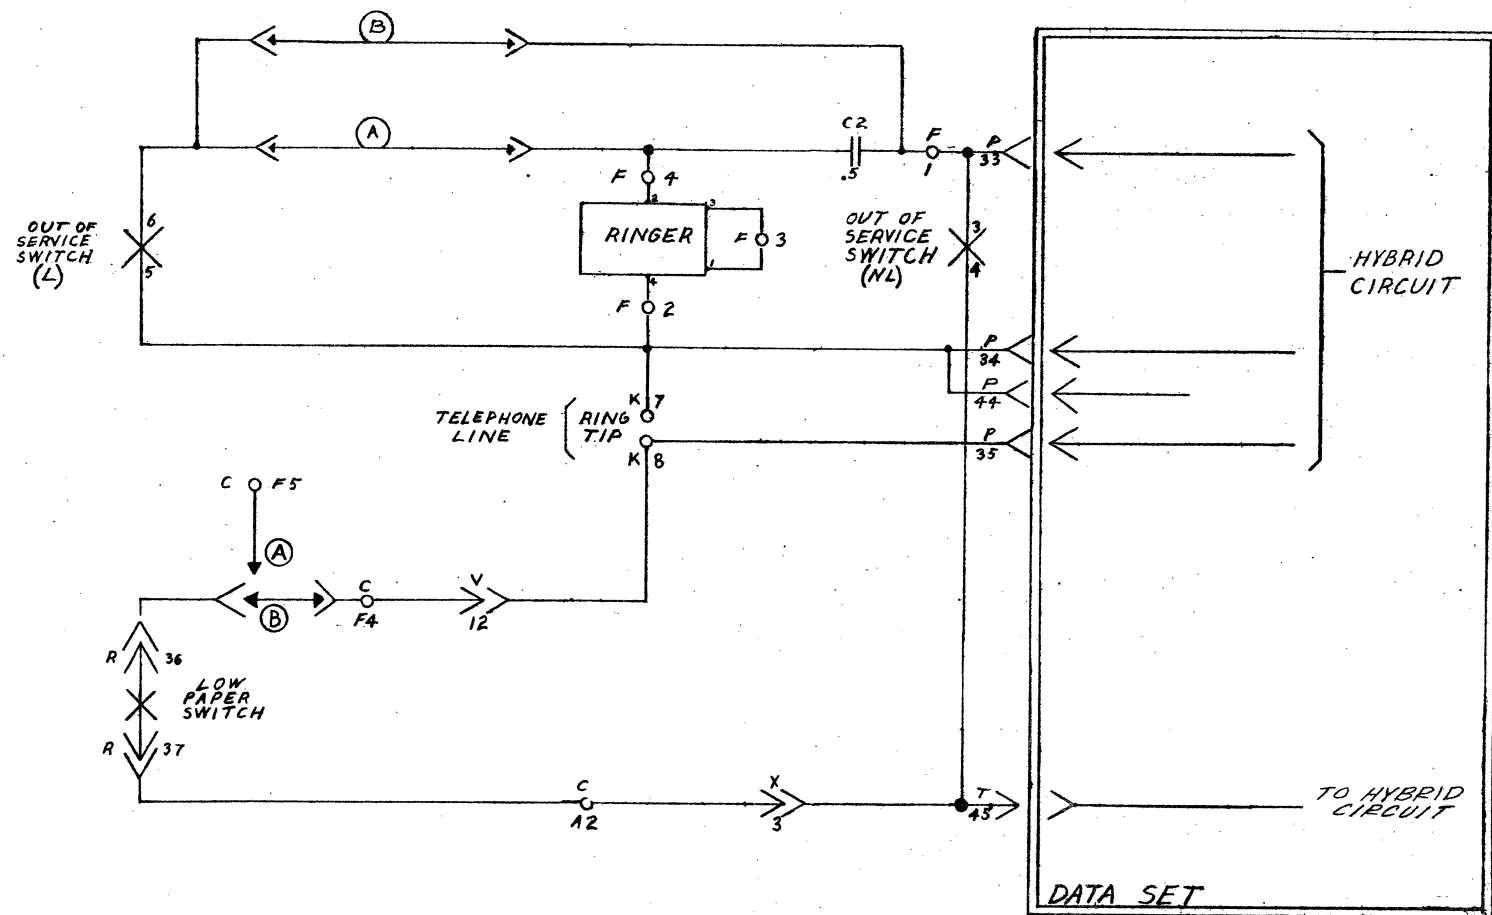 B
A
C2
.5
F
1
P
33
F 4
2
3
RINGER
F 3
1
4
F 2
6
OUT OF
SERVICE
SWITCH
(L)
5
OUT OF
SERVICE
SWITCH
(NL)
3
4
HYBRID
CIRCUIT
P
34
P
44
P
35
K 7
TELEPHONE
LINE
RING
TIP
K 8
C F5
A
B
C
F4
V
12
R 36
LOW
PAPER
SWITCH
R 37
C
A2
X
3
T
45
TO HYBRID
CIRCUIT
DATA SET